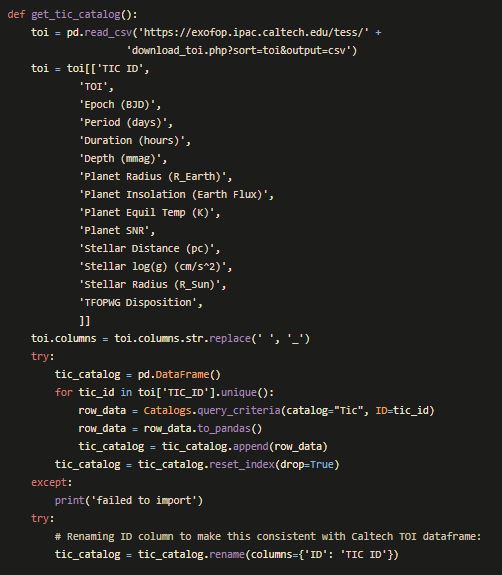 def get_tic_catalog():
    toi = pd.read_csv('https://exofop.ipac.caltech.edu/tess/' +
                    'download_toi.php?sort=toi&output=csv')
    toi = toi[['TIC ID',
            'TOI',
            'Epoch (BJD)',
            'Period (days)',
            'Duration (hours)',
            'Depth (mmag)',
            'Planet Radius (R_Earth)',
            'Planet Insolation (Earth Flux)',
            'Planet Equil Temp (K)',
            'Planet SNR',
            'Stellar Distance (pc)',
            'Stellar log(g) (cm/s^2)',
            'Stellar Radius (R_Sun)',
            'TFOPWG Disposition',
            ]]
    toi.columns = toi.columns.str.replace(' ', '_')
    try:
        tic_catalog = pd.DataFrame()
        for tic_id in toi['TIC_ID'].unique():
            row_data = Catalogs.query_criteria(catalog="Tic", ID=tic_id)
            row_data = row_data.to_pandas()
            tic_catalog = tic_catalog.append(row_data)
        tic_catalog = tic_catalog.reset_index(drop=True)
    except:
        print('failed to import')
    try:
        # Renaming ID column to make this consistent with Caltech TOI dataframe:
        tic_catalog = tic_catalog.rename(columns={'ID': 'TIC ID'})